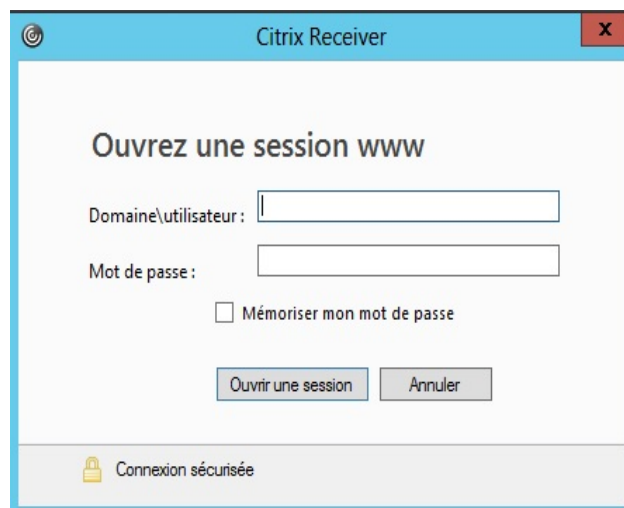 Citrix Receiver
x
Ouvrez une session www
Domaine\utilisateur :
Mot de passe :
Mémoriser mon mot de passe
Ouvrir une session Annuler
Connexion sécurisée